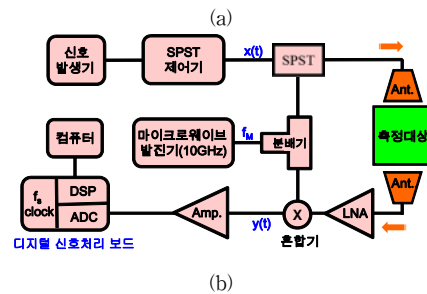 (a)
신호
발생기
SPST
제어기
x(t)
SPST
Ant.
컴퓨터
마이크로웨이브
발진기(10GHz)
fM
분배기
측정대상
fs
clock
DSP
ADC
Amp.
y(t)
X
혼합기
LNA
Ant.
디지털 신호처리 보드
(b)